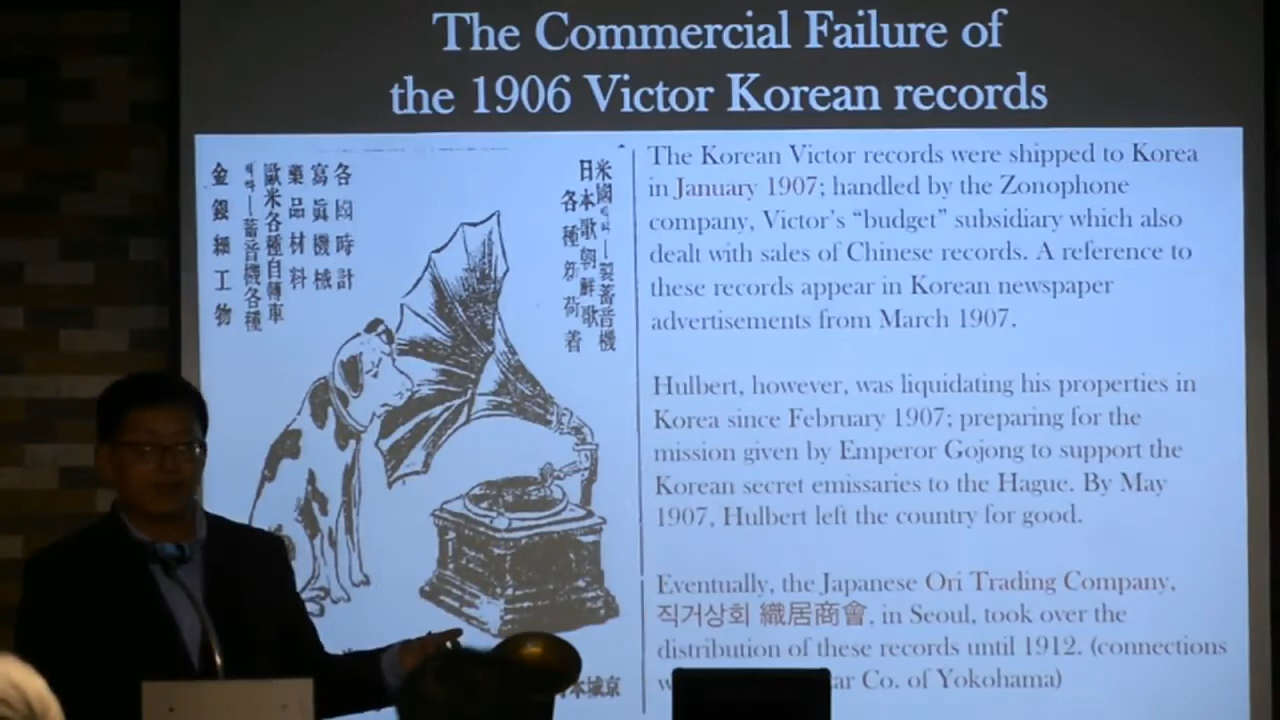 The Commercial Failure of
the 1906 Victor Korean records
米國ビクター製蓄音機
日本歌朝鮮歌
各種新荷着
各國時計
寫眞機械
藥品材料
歐米各種自轉車
ビクター蓄音機各種
金銀細工物
The Korean Victor records were shipped to Korea
in January 1907; handled by the Zonophone
company, Victor's “budget” subsidiary which also
dealt with sales of Chinese records. A reference to
these records appear in Korean newspaper
advertisements from March 1907.
Hulbert, however, was liquidating his properties in
Korea since February 1907; preparing for the
mission given by Emperor Gojong to support the
Korean secret emissaries to the Hague. By May
1907, Hulbert left the country for good.
Eventually, the Japanese Ori Trading Company,
직거상회 織居商會, in Seoul, took over the
distribution of these records until 1912. (connections
Co. of Yokohama)